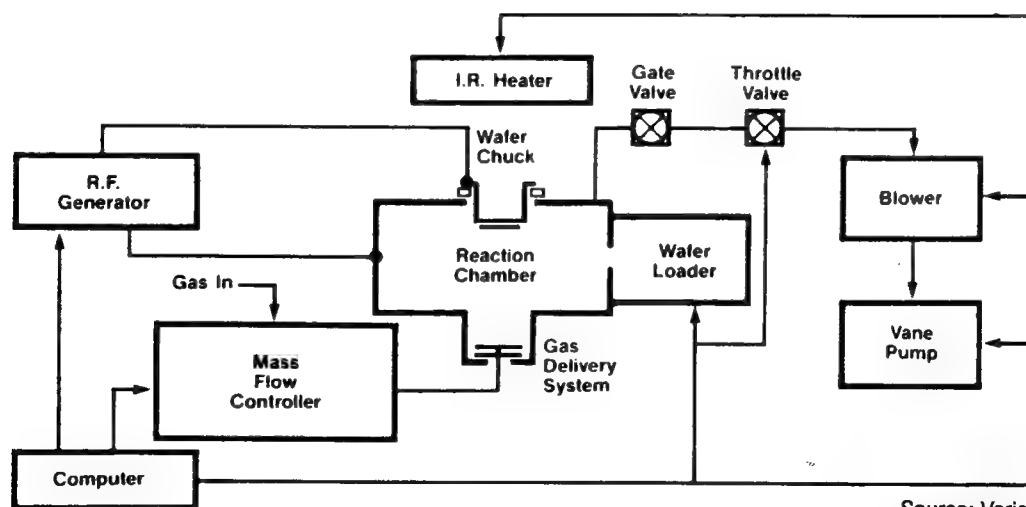 I.R. Heater
Gate
Valve
Throttle
Valve
Wafer
Chuck
R.F.
Generator
Blower
Reaction
Chamber
Wafer
Loader
Gas In
Mass
Flow
Controller
Gas
Delivery
System
Vane
Pump
Computer